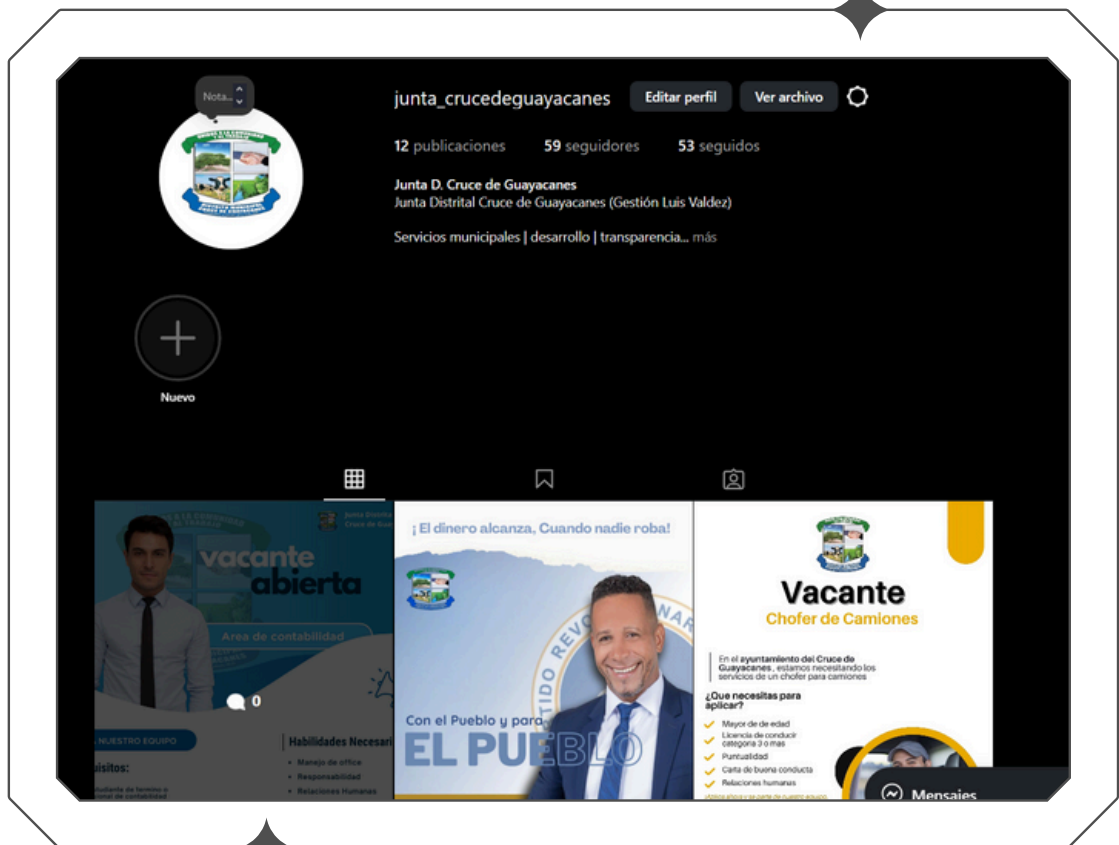 Nota...
junta_crucedeguayacanes
Editar perfil
Ver archivo
12 publicaciones
59 seguidores
53 seguidos
Junta D. Cruce de Guayacanes
Junta Distrital Cruce de Guayacanes (Gestión Luis Valdez)
Servicios municipales | desarrollo | transparencia... más
Nuevo
vacante
abierta
Area de contabilidad
0
NUESTRO EQUIPO
Habilidades Necesari
• Manejo de office
• Responsabilidad
• Relaciones Humanas
¡ El dinero alcanza, Cuando nadie roba!
Con el Pueblo y para
EL PUEBLO
Vacante
Chofer de Camiones
En el ayuntamiento del Cruce de
Guayacanes , estamos necesitando los
servicios de un chofer para camiones
¿Que necesitas para
aplicar?
Mayor de de edad
Licencia de conducir
categoria 3 o mas
Puntualidad
Carta de buena conducta
Relaciones humanas
Mensajes